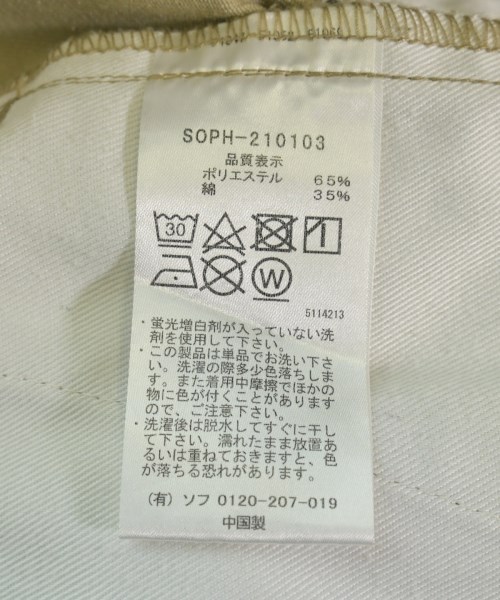 SOPH-210103
品質表示
ポリエステル 65%
綿 35%
30
W
5114213
・蛍光増白剤が入っていない洗
剤を使用して下さい。
・この製品は単品でお洗い下さ
い。洗濯の際多少色落ちしま
す。また着用中摩擦でほかの
物に色が付くことがあります
ので、ご注意下さい。
・洗濯後は脱水してすぐに干し
て下さい。濡れたまま放置あ
るいは重ねておきますと、色
が落ちる恐れがあります。
(有) ソフ 0120-207-019
中国製